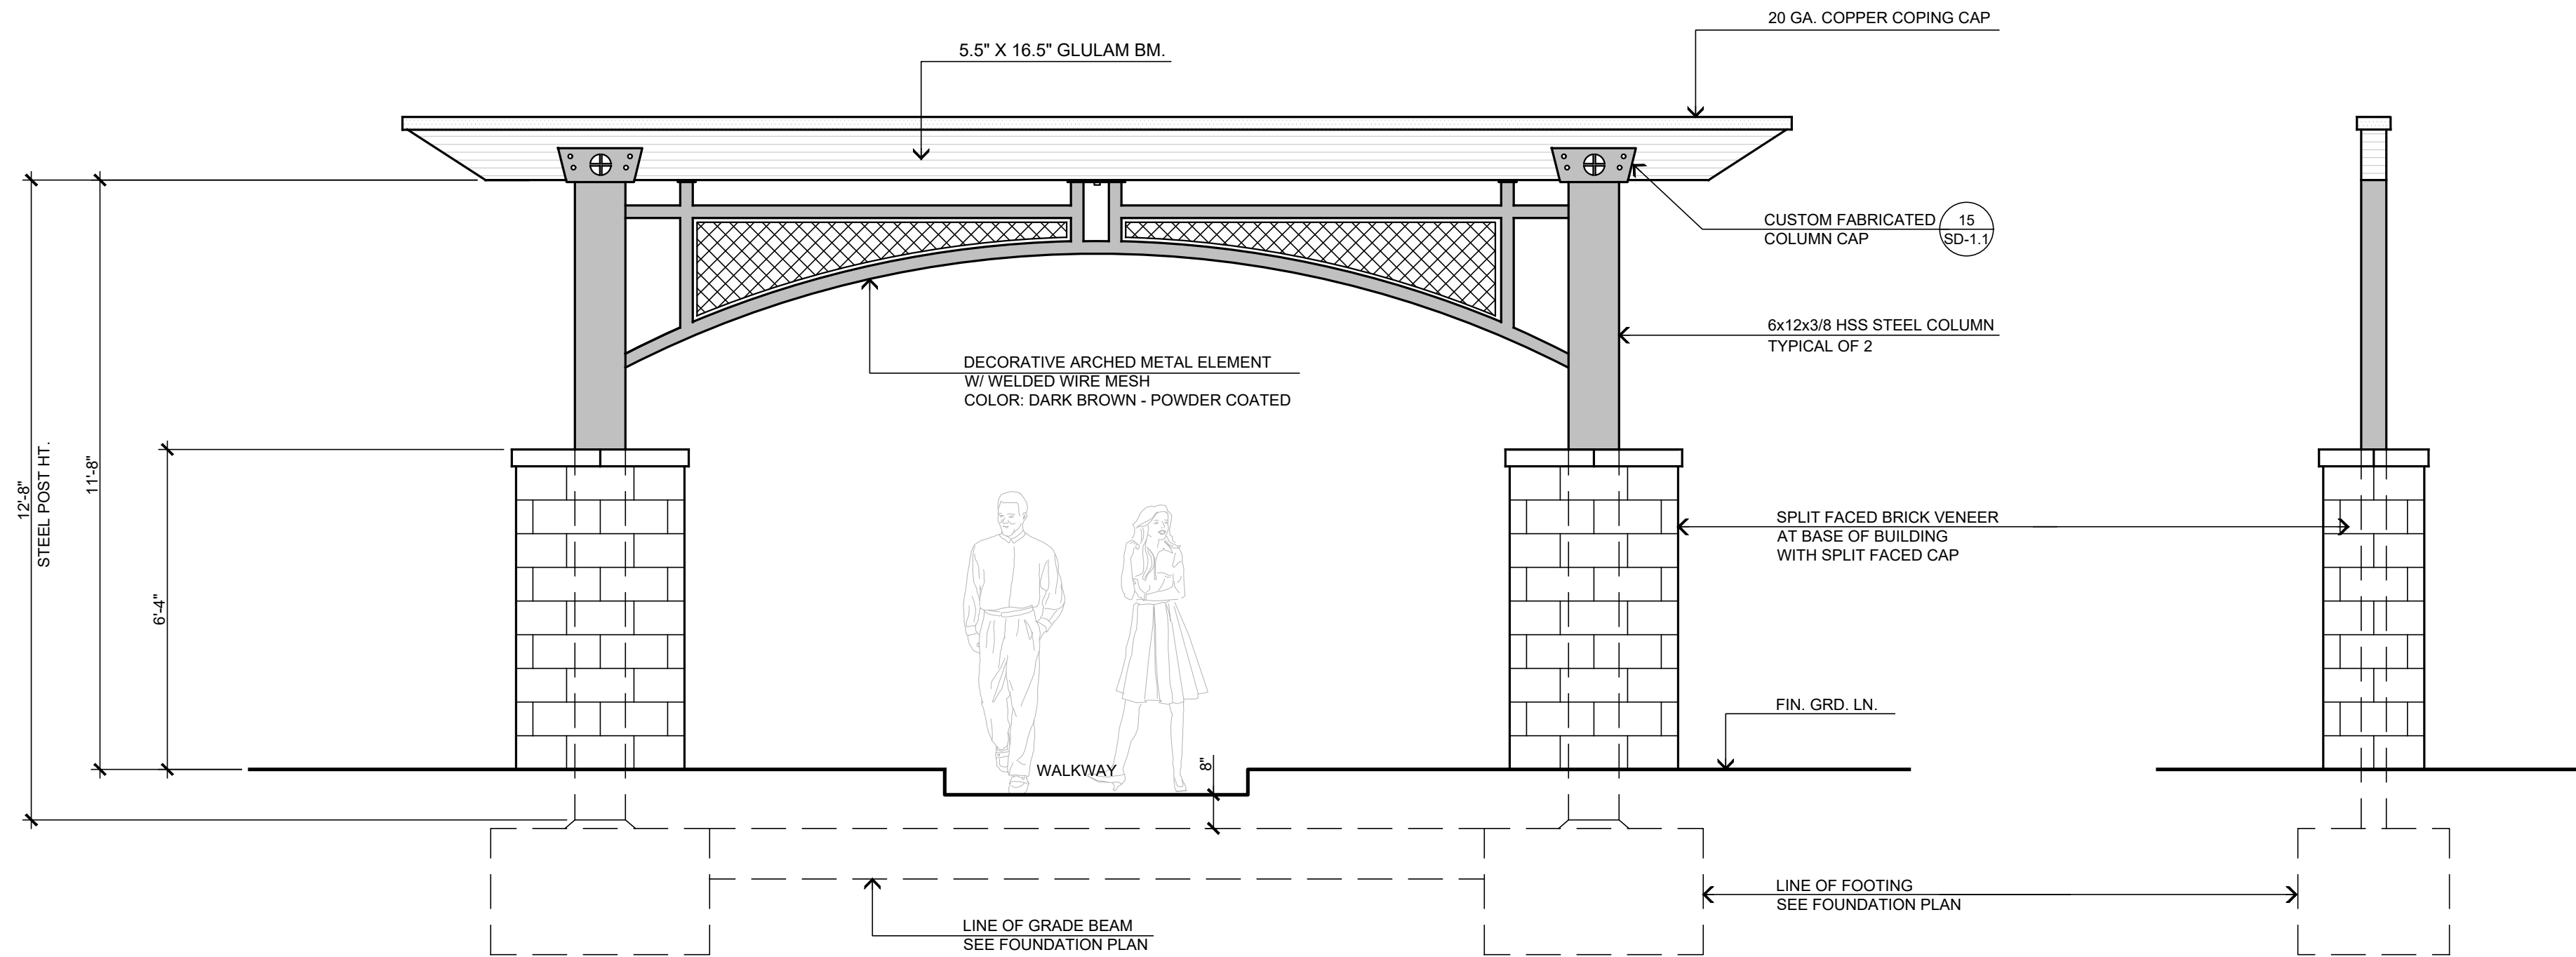 20 GA. COPPER COPING CAP
5.5" X 16.5" GLULAM BM.
CUSTOM FABRICATED
COLUMN CAP
15
SD-1.1
6x12x3/8 HSS STEEL COLUMN
TYPICAL OF 2
DECORATIVE ARCHED METAL ELEMENT
W/ WELDED WIRE MESH
COLOR: DARK BROWN - POWDER COATED
12'-8"
STEEL POST HT.
11'-8"
6'-4"
SPLIT FACED BRICK VENEER
AT BASE OF BUILDING
WITH SPLIT FACED CAP
FIN. GRD. LN.
WALKWAY
8"
LINE OF FOOTING
SEE FOUNDATION PLAN
LINE OF GRADE BEAM
SEE FOUNDATION PLAN